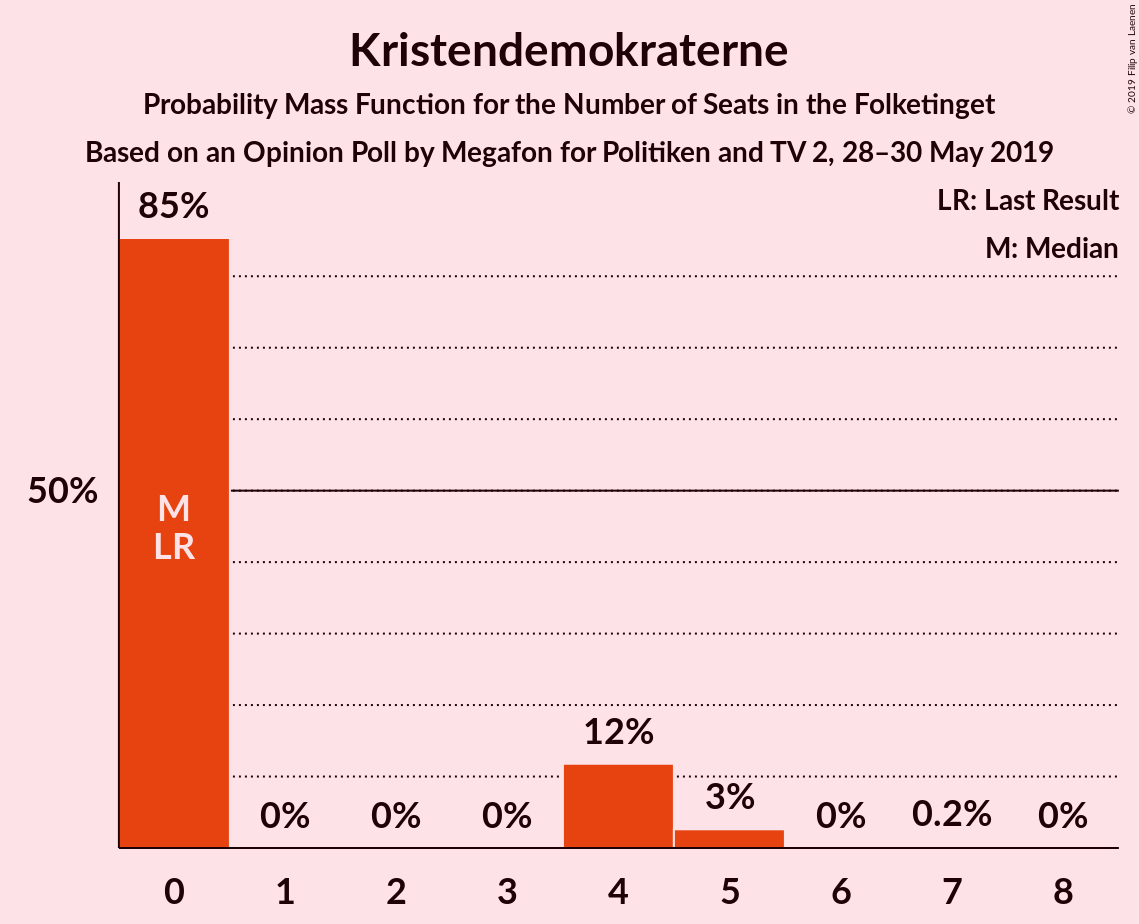 Kristendemokraterne
Probability Mass Function for the Number of Seats in the Folketinget
Based on an Opinion Poll by Megafon for Politiken and TV 2, 28–30 May 2019
© 2019 Filip van Laenen
LR: Last Result
M: Median
85%
50%
M
LR
12%
3%
0%
0%
0%
0%
0.2%
0%
0
1
2
3
4
5
6
7
8